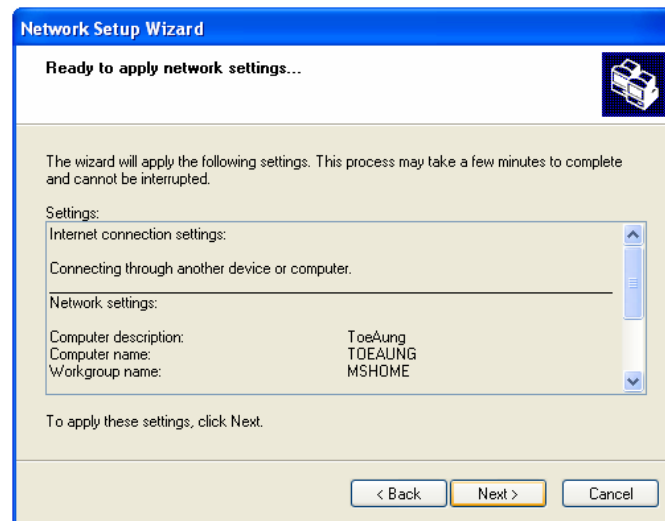 Network Setup Wizard
Ready to apply network settings...
The wizard will apply the following settings. This process may take a few minutes to complete
and cannot be interrupted.
Settings:
Internet connection settings:
Connecting through another device or computer.
Network settings:
Computer description: ToeAung
Computer name: TOEAUNG
Workgroup name: MSHOME
To apply these settings, click Next.
< Back Next > Cancel